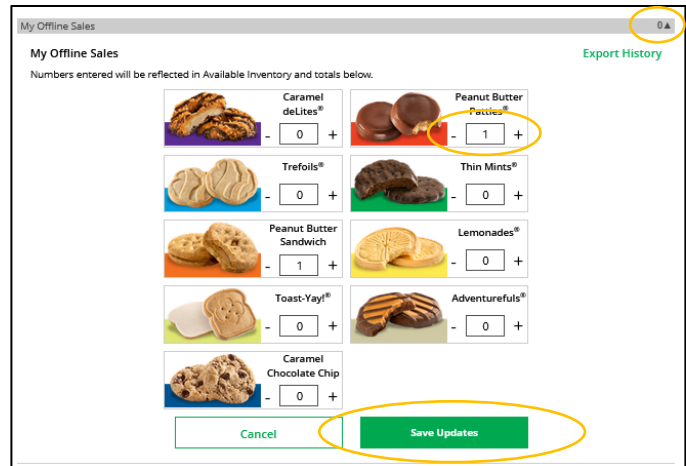 My Offline Sales 0▲
My Offline Sales Export History
Numbers entered will be reflected in Available Inventory and totals below.
Caramel
deLites®
- 0 +
Peanut Butter
Patties®
- 1 +
Trefoils®
- 0 +
Thin Mints®
- 0 +
Peanut Butter
Sandwich
- 1 +
Lemonades®
- 0 +
Toast-Yay!®
- 0 +
Adventurefuls®
- 0 +
Caramel
Chocolate Chip
- 0 +
Cancel Save Updates